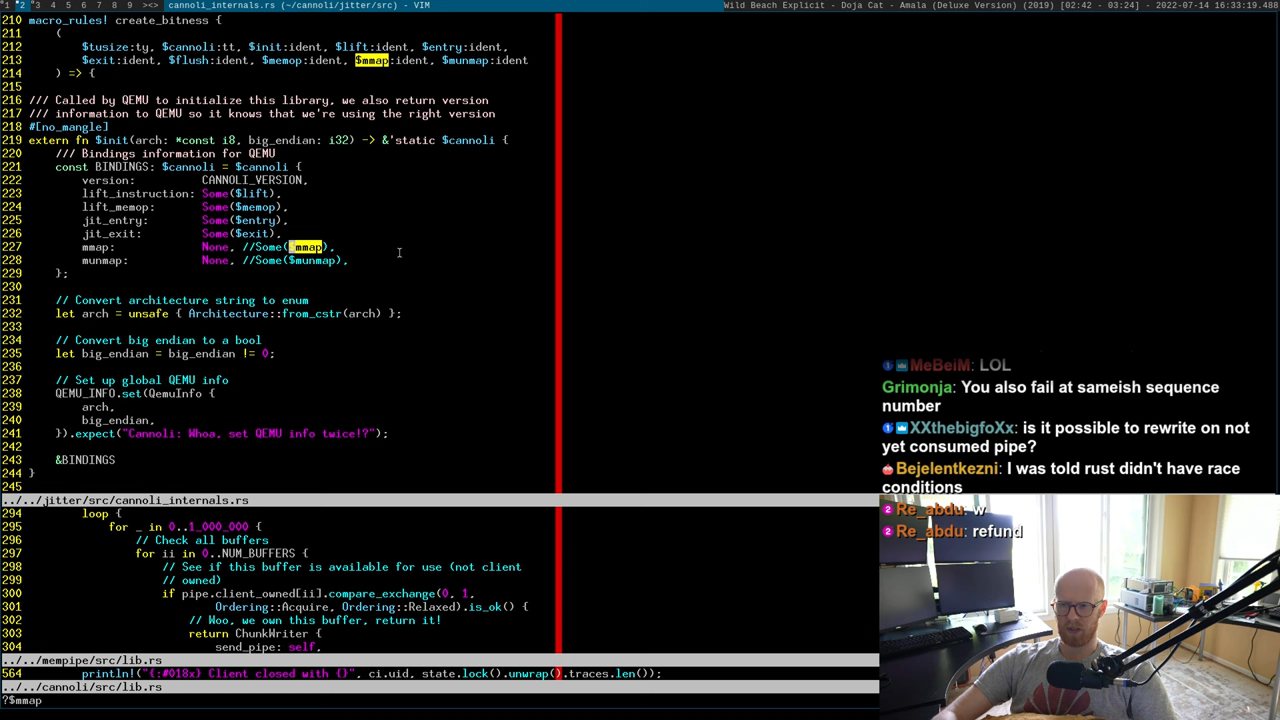 1 2 3 4 5 6 7 8 9 ><> cannoli_internals.rs (~/cannoli/jitter/src) - VIM
Wild Beach Explicit - Doja Cat - Amala (Deluxe Version) (2019) [02:42 - 03:24] - 2022-07-14 16:33:19.488
210 macro_rules! create_bitness {
211     (
212         $tusize:ty, $cannoli:tt, $init:ident, $lift:ident, $entry:ident,
213         $exit:ident, $flush:ident, $memop:ident, $mmap:ident, $munmap:ident
214     ) => {
215
216 /// Called by QEMU to initialize this library, we also return version
217 /// information to QEMU so it knows that we're using the right version
218 #[no_mangle]
219 extern fn $init(arch: *const i8, big_endian: i32) -> &'static $cannoli {
220     /// Bindings information for QEMU
221     const BINDINGS: $cannoli = $cannoli {
222         version:          CANNOLI_VERSION,
223         lift_instruction: Some($lift),
224         lift_memop:       Some($memop),
225         jit_entry:        Some($entry),
226         jit_exit:         Some($exit),
227         mmap:             None, //Some($mmap),
228         munmap:           None, //Some($munmap),
229     };
230
231     // Convert architecture string to enum
232     let arch = unsafe { Architecture::from_cstr(arch) };
233
234     // Convert big endian to a bool
235     let big_endian = big_endian != 0;
236
237     // Set up global QEMU info
238     QEMU_INFO.set(QemuInfo {
239         arch,
240         big_endian,
241     }).expect("Cannoli: Whoa, set QEMU info twice!?");
242
243     &BINDINGS
244 }
245
../../jitter/src/cannoli_internals.rs
294         loop {
295             for _ in 0..1_000_000 {
296                 // Check all buffers
297                 for ii in 0..NUM_BUFFERS {
298                     // See if this buffer is available for use (not client
299                     // owned)
300                     if pipe.client_owned[ii].compare_exchange(0, 1,
301                             Ordering::Acquire, Ordering::Relaxed).is_ok() {
302                         // Woo, we own this buffer, return it!
303                         return ChunkWriter {
304                             send_pipe: self,
../../mempipe/src/lib.rs
564         println!("{:#018x} Client closed with {}", ci.uid, state.lock().unwrap().traces.len());
../../cannoli/src/lib.rs
?$mmap
MeBeiM: LOL
Grimonja: You also fail at sameish sequence
number
XXthebigfoXx: is it possible to rewrite on not
yet consumed pipe?
Bejelentkezni: I was told rust didn't have race
conditions
Re_abdu: w
Re_abdu: refund